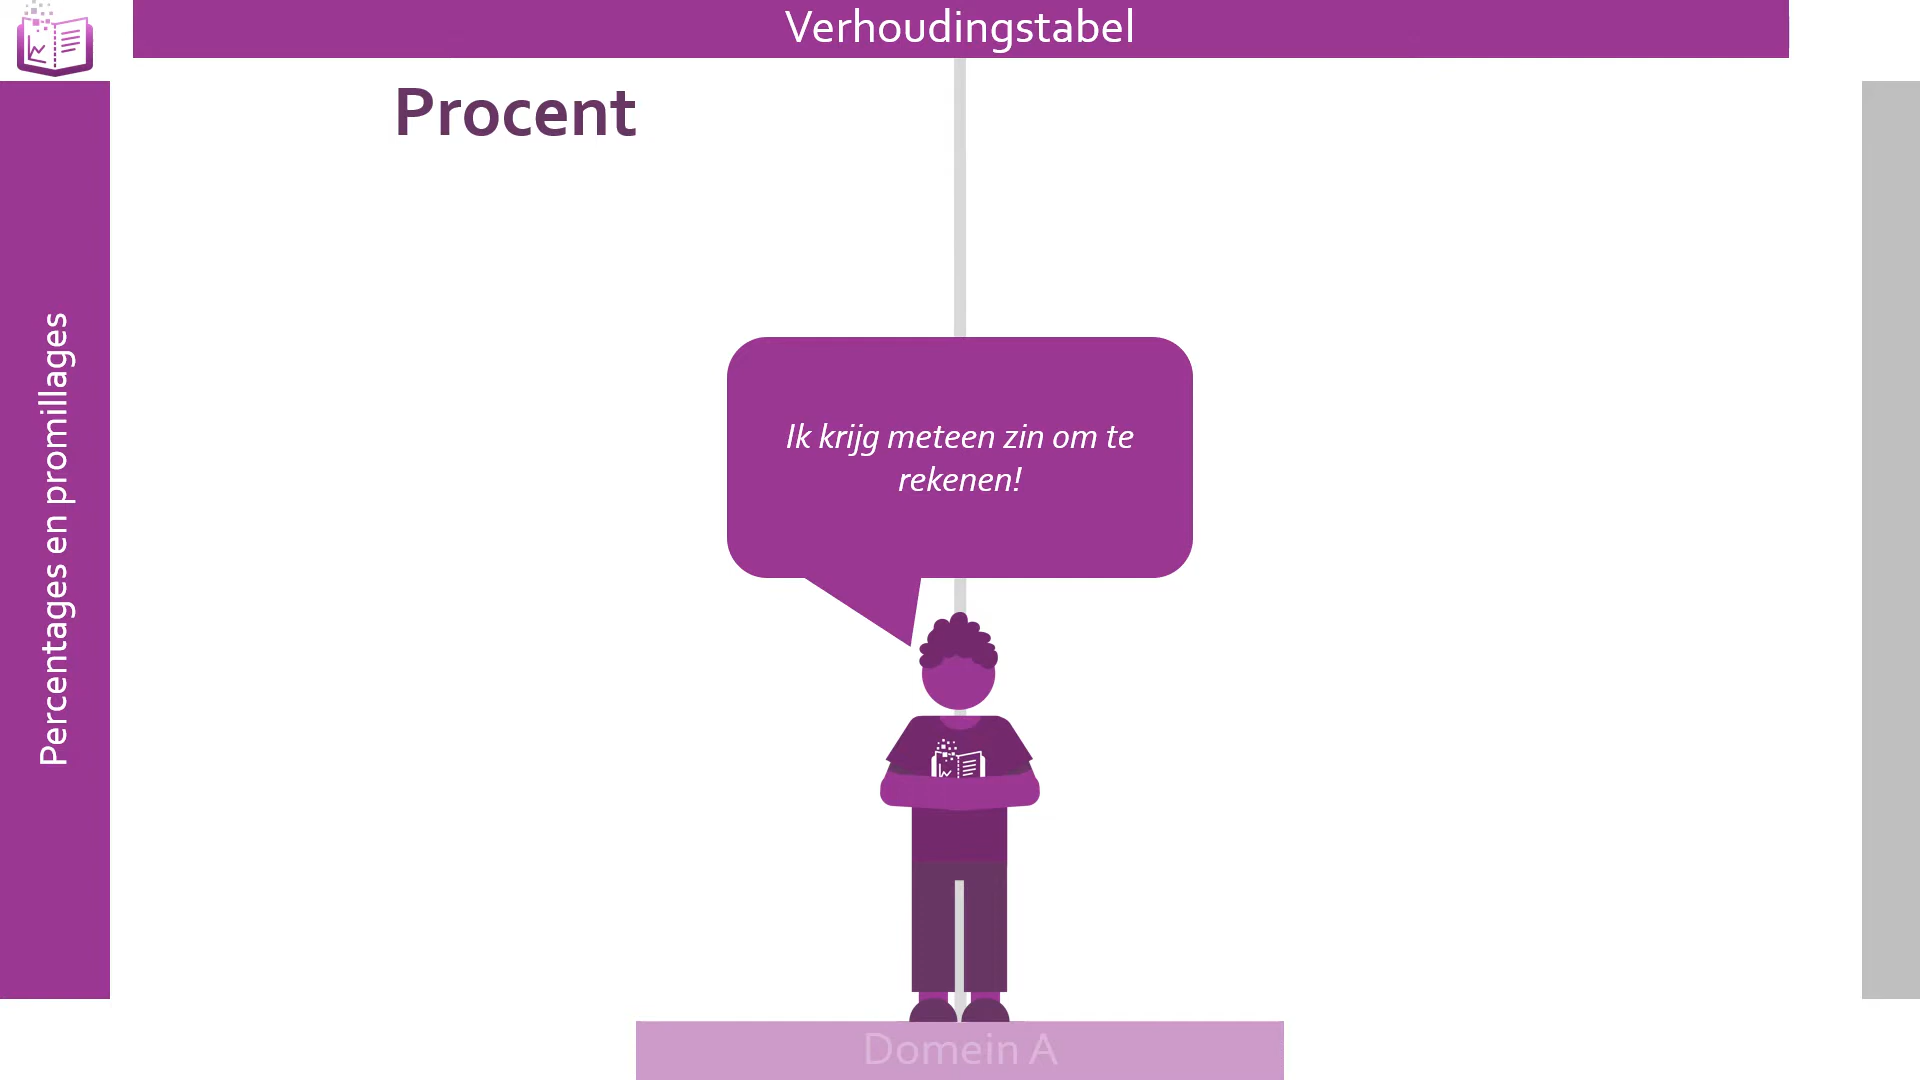 Verhoudingstabel
Procent
Percentages en promillages
Ik krijg meteen zin om te
rekenen!
Domein A